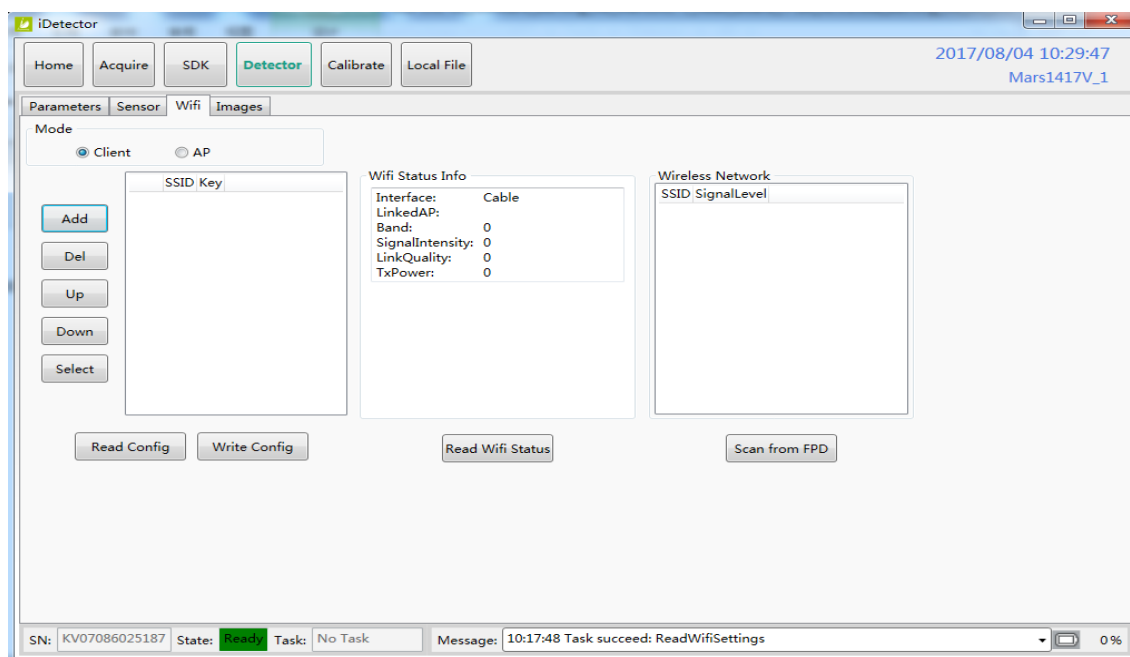 iDetector
Home Acquire SDK Detector Calibrate Local File
2017/08/04 10:29:47
Mars1417V_1
Parameters Sensor Wifi Images
Mode
Client AP
SSID Key
Add
Del
Up
Down
Select
Read Config Write Config
Wifi Status Info
Interface: Cable
LinkedAP:
Band: 0
SignalIntensity: 0
LinkQuality: 0
TxPower: 0
Read Wifi Status
Wireless Network
SSID SignalLevel
Scan from FPD
SN: KV07086025187 State: Ready Task: No Task Message: 10:17:48 Task succeed: ReadWifiSettings 0%